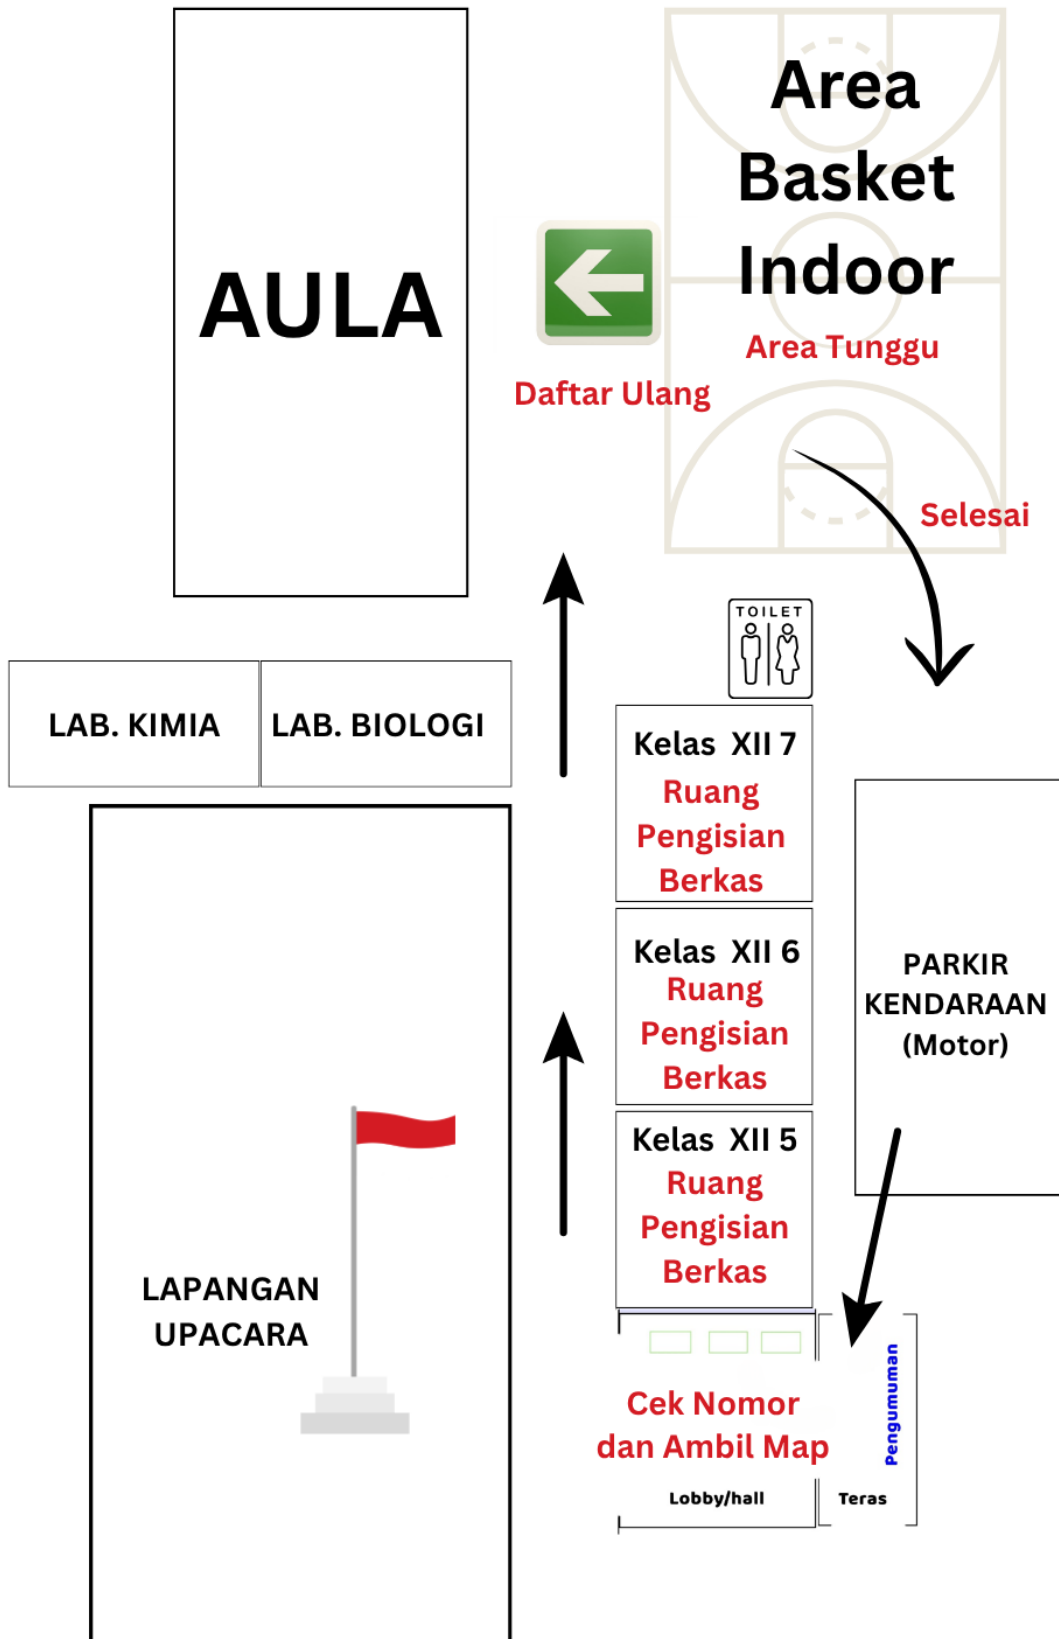 AULA
Area
Basket
Indoor
Area Tunggu
Daftar Ulang
Selesai
TOILET
LAB. KIMIA
LAB. BIOLOGI
Kelas XII 7
Ruang
Pengisian
Berkas
Kelas XII 6
Ruang
Pengisian
Berkas
PARKIR
KENDARAAN
(Motor)
Kelas XII 5
Ruang
Pengisian
Berkas
LAPANGAN
UPACARA
Cek Nomor
dan Ambil Map
Pengumuman
Lobby/hall
Teras